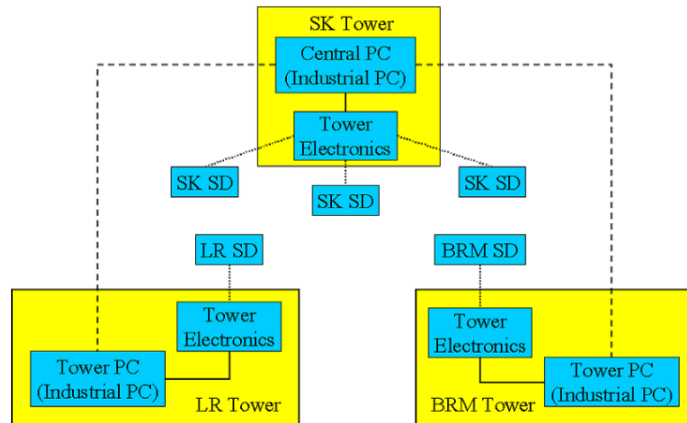 SK Tower
Central PC
(Industrial PC)
Tower
Electronics
SK SD
SK SD
SK SD
LR SD
BRM SD
Tower
Electronics
Tower PC
(Industrial PC)
LR Tower
Tower
Electronics
Tower PC
(Industrial PC)
BRM Tower